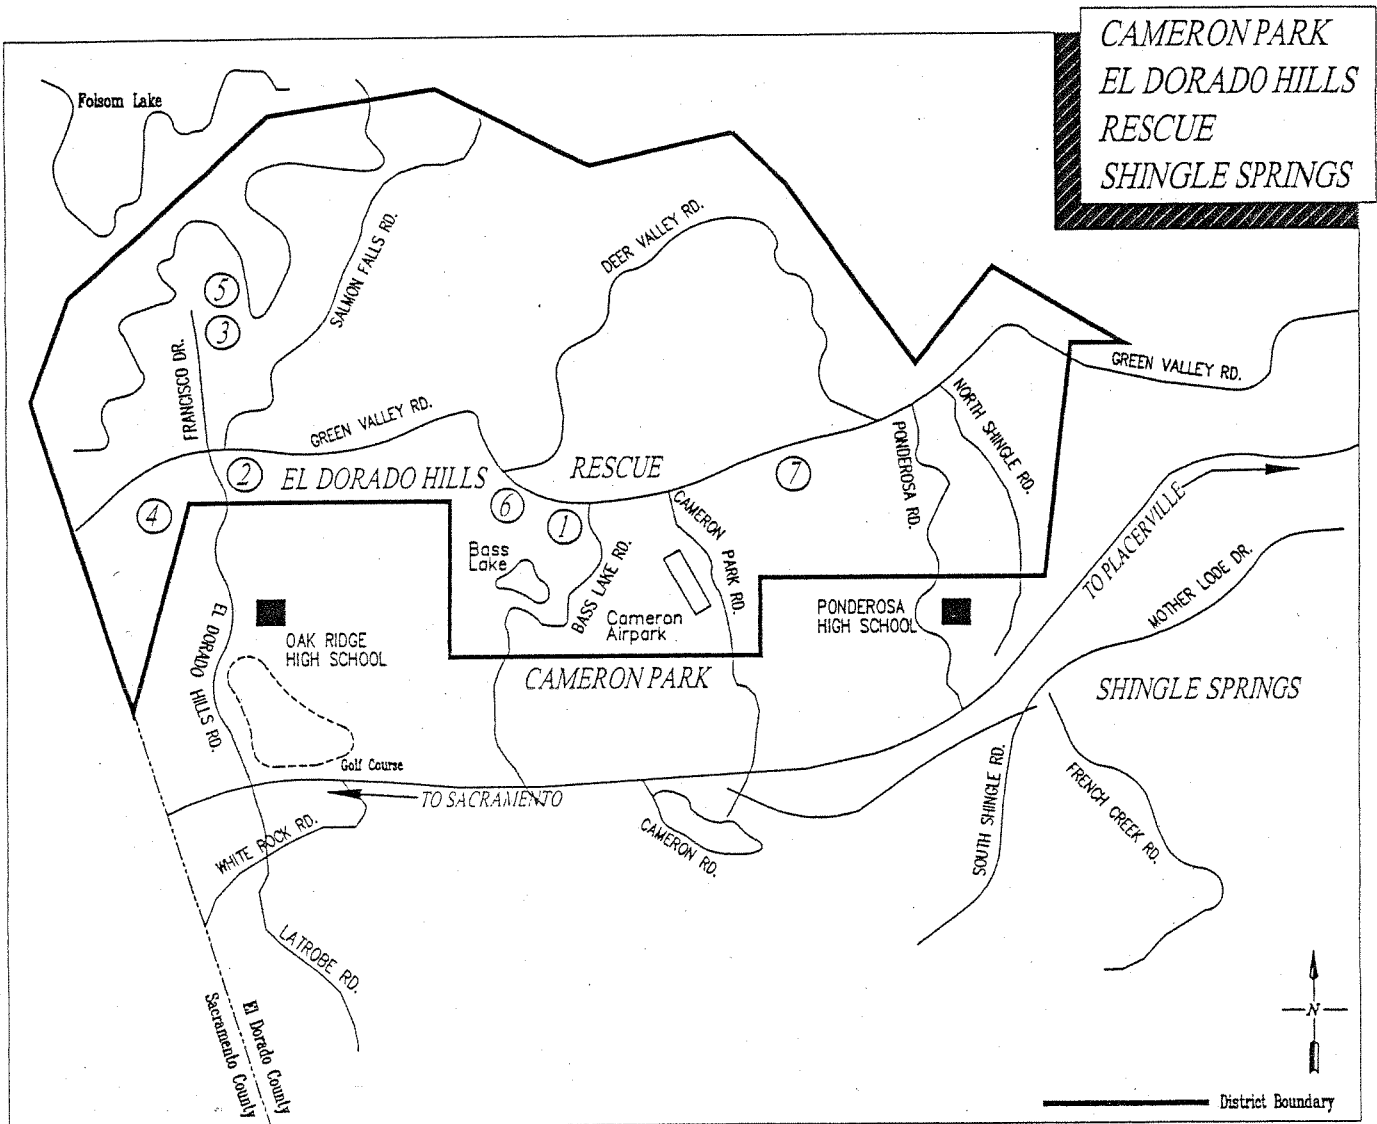 CAMERON PARK
EL DORADO HILLS
RESCUE
SHINGLE SPRINGS
Folsom Lake
SALMON FALLS RD.
DEER VALLEY RD.
5
3
FRANCISCO DR.
GREEN VALLEY RD.
GREEN VALLEY RD.
NORTH SHINGLE RD.
PONDEROSA RD.
2
EL DORADO HILLS
RESCUE
7
4
6
1
Bass
Lake
BASS LAKE RD.
CAMERON PARK RD.
Cameron
Airpark
TO PLACERVILLE
MOTHER LODE DR.
EL DORADO HILLS RD.
OAK RIDGE
HIGH SCHOOL
PONDEROSA
HIGH SCHOOL
CAMERON PARK
SHINGLE SPRINGS
Golf Course
TO SACRAMENTO
WHITE ROCK RD.
CAMERON RD.
SOUTH SHINGLE RD.
FRENCH CREEK RD.
LATROBE RD.
El Dorado County
Sacramento County
N
District Boundary